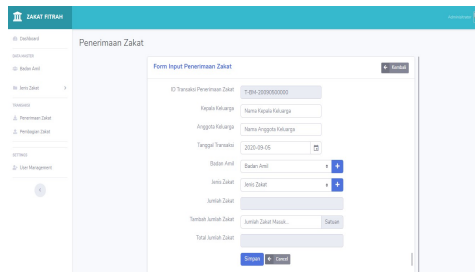 ZAKAT FITRAH
Dashboard
DATA MASTER
Badan Amil
Jenis Zakat
TRANSAKSI
Penerimaan Zakat
Pembagian Zakat
SETTINGS
User Management
Penerimaan Zakat
Form Input Penerimaan Zakat
Kembali
ID Transaksi Penerimaan Zakat
Kepala Keluarga
Nama Kepala Keluarga
Anggota Keluarga
Nama Anggota Keluarga
Tanggal Transaksi
2020-09-05
Badan Amil
Badan Amil
Jenis Zakat
Jenis Zakat
Jumlah Zakat
Tambah Jumlah Zakat
Jumlah Zakat Masuk...
Satuan
Total Jumlah Zakat
Simpan
Cancel